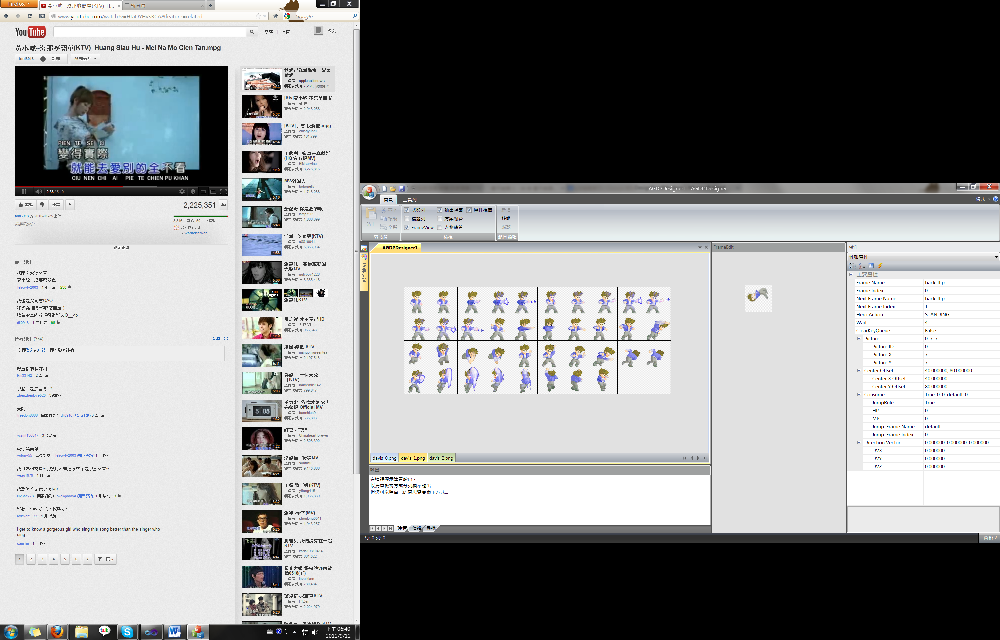 Firefox
黃小琥--沒那麼簡單(KTV)_H...
新分頁
www.youtube.com/watch?v=HtaOYHvSRCA&feature=related
Google
YouTube
瀏覽
上傳
登入
黃小琥--沒那麼簡單(KTV)_Huang Siau Hu - Mei Na Mo Cien Tan.mpg
toni6918
訂閱
26 部影片
PIEN TE SE CI
變得實際
就能去愛別的全不看
CIU NEN CHI AI PIE TE CHIEN PU KHAN
2:36 / 5:10
喜歡
分享
2,225,351
toni6918 於 2010-01-25 上傳
尚無說明。
3,346 人喜歡, 50 人不喜歡
部分內容出自
：warnertaiwan
顯示更多
最佳評論
陶喆：愛很簡單
黃小琥：沒那麼簡單
felixwty2003 1 年 以前 230
我也是女同志OAO
我認為 相愛沒那麼簡單:)
這首歌真的詮釋得很好ㄡO__<b
dit0916 1 年 以前 96
所有評論 (354)
查看全部
立即登入或申請，即可發表評論！
好直接的翻譯阿
lkm33142 2 週以前
那些...是拼音嗎..?
zhenzhenlove520 3 週以前
天阿= =
freedon6688 回覆對象： dit0916 (顯示評論) 3 週以前
..
wzmf136847 3 週以前
就係禁簡單
yotony55 回覆對象： felixwty2003 (顯示評論) 1 月 以前
我以為很簡單~沒想到才知道原來不是那麼簡單~
yeag1979 1 月 以前
我想像不了黃小琥rap
l0v3ac778 回覆對象： okokgoodya (顯示評論) 1 月 以前 3
好聽，但卻流不出眼淚來！
lwkivan9377 1 月 以前
i get to know a gorgeous girl who sing this song better than the singer who
sing..
sam lim 1 月 以前
1 2 3 4 5 6 7 下一頁 »
性愛行為藝術家 當眾
做愛
上傳者：appleactionews
觀看次數為 7,261,3 精選影片
0:33
[Ktv]黃小琥 不只是朋友
上傳者：哥 霆
觀看次數為 2,946,058
5:32
[KTV]丁噹-我愛他.mpg
上傳者：chingyuntu
觀看次數為 161,799
4:54
田馥甄 - 寂寞寂寞就好
(HQ 官方版MV)
上傳者：HIMservice
觀看次數為 8,275,815
4:40
MV-對的人
上傳者：bobonelly
觀看次數為 1,716,068
5:16
蕭煌奇-你是我的眼
上傳者：lamp7505
觀看次數為 1,686,899
5:48
江蕙 - 落雨聲(KTV)
上傳者：a8810041
觀看次數為 5,853,934
4:58
張惠妹・我最親愛的・
完整MV
上傳者：uglyboy1228
觀看次數為 6,365,418
5:06
100
部影片
那天晚上
張惠妹KTV
羅志祥-愛不單行HD
上傳者：力瑋 劉
觀看次數為 956,643
4:40
溫嵐-傻瓜 KTV
上傳者：mangomigreentea
觀看次數為 2,197,516
5:11
郭靜-下一個天亮
【KTV】
上傳者：baby9801142
觀看次數為 799,847
5:03
王力宏 -依然愛你-官方
完整版 Official MV
上傳者：benchien9
觀看次數為 635,803
5 05
4:32
紅豆 - 王菲
上傳者：Chinaheartforever
觀看次數為 2,506,390
4:22
梁靜茹 - 情歌MV
上傳者：southfu
觀看次數為 9,140,668
4:21
丁噹-猜不透(KTV)
上傳者：yifang415
觀看次數為 1,965,839
6:32
張宇 -傘下(MV)
上傳者：shoulong0511
觀看次數為 1,943,257
5:25
劉若英-我們沒有在一起
KTV
上傳者：karla19810414
觀看次數為 881,022
4:47
星光大道-楊宗緯vs蕭敬
騰0518(下)
上傳者：lovetkkcc
觀看次數為 780,484
8:41
蕭煌奇-末班車KTV
上傳者：F1Zen
觀看次數為 2,024,979
5:26
陳奕迅 - 愛情轉移 KTV
talk
下午 06:40
2012/9/12
AGDPDesigner1 - AGDP Designer
首頁
工具列
樣式
貼上
剪下
複製
全選
剪貼簿
狀態列
標題列
FrameView
輸出視窗
方案總管
人物總管
屬性視窗
檢視
新增
移動
縮放
範圍編輯
類別檢視
AGDPDesigner1
davis_0.png
davis_1.png
davis_2.png
輸出
在這裡顯示建置輸出。
以清單檢視方式分列顯示輸出
但您可以照自己的意思變更顯示方式...
建置
偵錯
尋找
行: 0 列: 0
窗格 2
FrameEdit
屬性
附加屬性
主要屬性
Frame Name back_flip
Frame Index 0
Next Frame Name back_flip
Next Frame Index 1
Hero Action STANDING
Wait 4
ClearKeyQueue False
Picture 0, 7, 7
Picture ID 0
Picture X 7
Picture Y 7
Center Offset 40.000000, 80.000000
Center X Offset 40.000000
Center Y Offset 80.000000
Consume True, 0, 0, default, 0
JumpRule True
HP 0
MP 0
Jump: Frame Name default
Jump: Frame Index 0
Direction Vector 0.000000, 0.000000, 0.000000
DVX 0.000000
DVY 0.000000
DVZ 0.000000